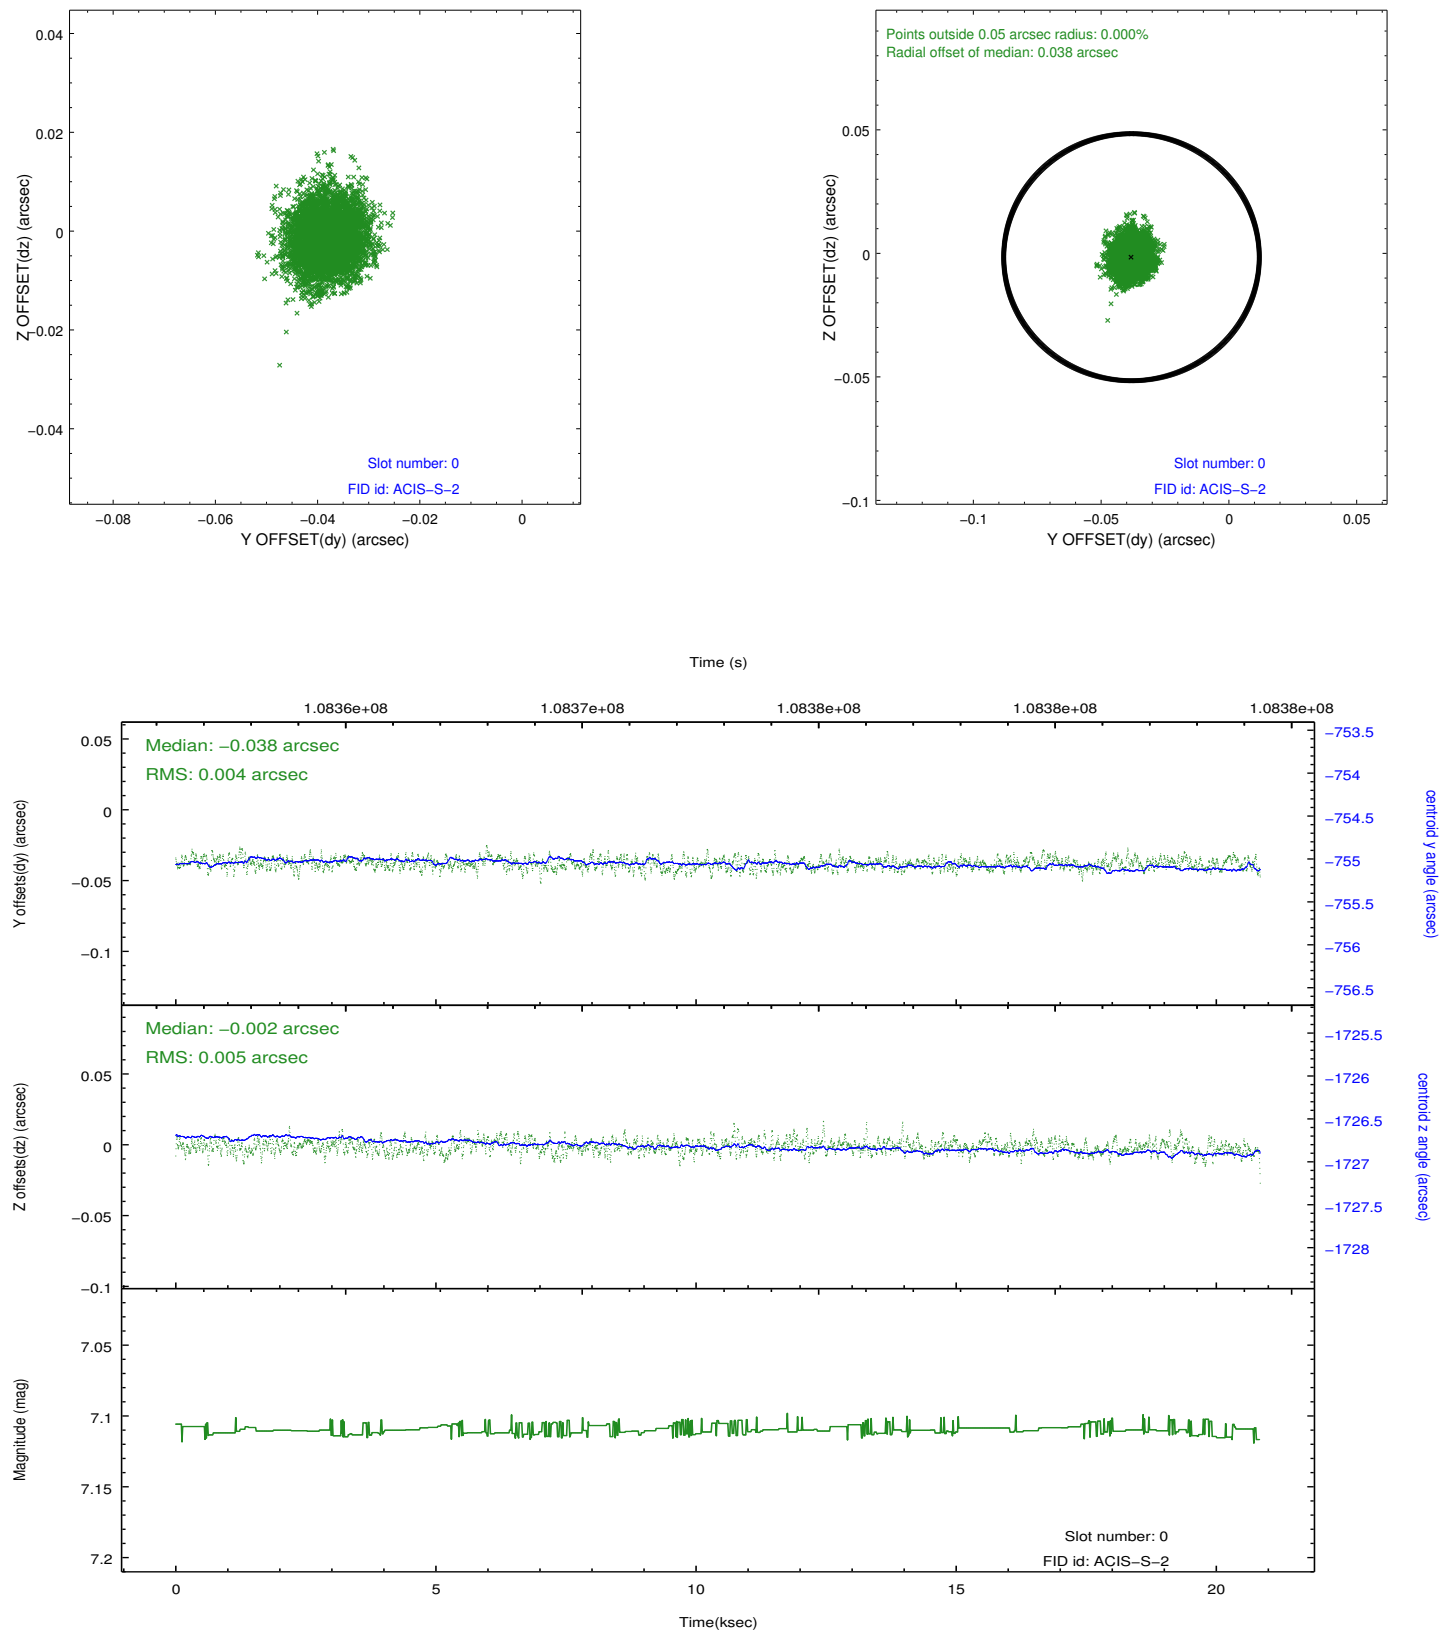 0.04
0.02
0
−0.02
−0.04
Z OFFSET(dz) (arcsec)
Slot number: 0
FID id: ACIS−S−2
−0.08
−0.06
−0.04
−0.02
0
Y OFFSET(dy) (arcsec)
Points outside 0.05 arcsec radius: 0.000%
Radial offset of median: 0.038 arcsec
0.05
0
−0.05
−0.1
Z OFFSET(dz) (arcsec)
Slot number: 0
FID id: ACIS−S−2
−0.1
−0.05
0
0.05
Y OFFSET(dy) (arcsec)
Time (s)
1.0836e+08
1.0837e+08
1.0838e+08
1.0838e+08
1.0838e+08
Median: −0.038 arcsec
RMS: 0.004 arcsec
0.05
0
−0.05
−0.1
Y offsets(dy) (arcsec)
−753.5
−754
−754.5
−755
−755.5
−756
−756.5
centroid y angle (arcsec)
Median: −0.002 arcsec
RMS: 0.005 arcsec
0.05
0
−0.05
−0.1
Z offsets(dz) (arcsec)
−1725.5
−1726
−1726.5
−1727
−1727.5
−1728
centroid z angle (arcsec)
7.05
7.1
7.15
7.2
Magnitude (mag)
Slot number: 0
FID id: ACIS−S−2
0
5
10
15
20
Time(ksec)